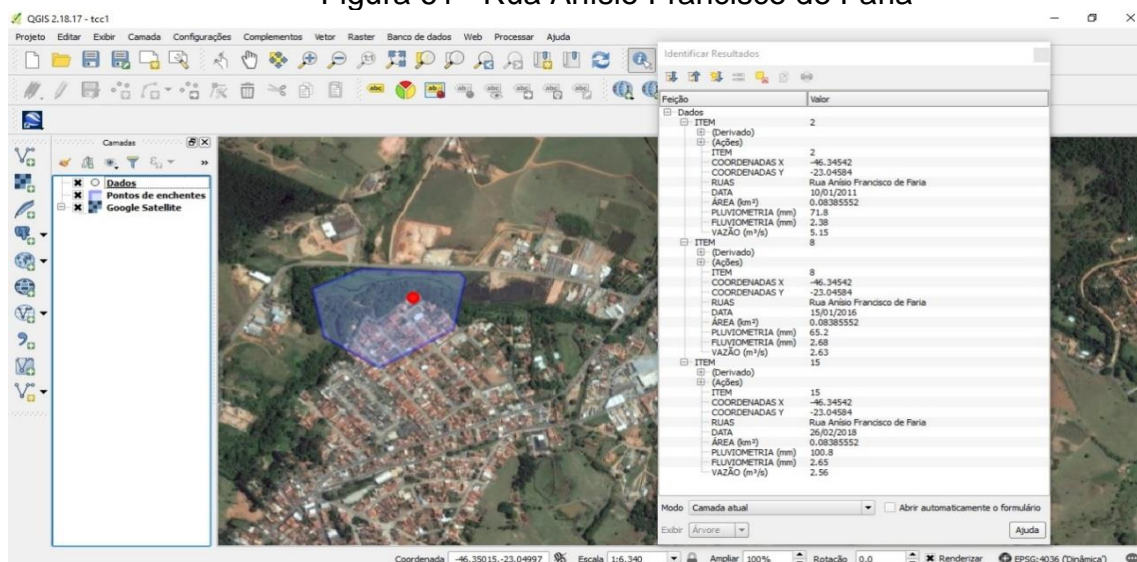 Figura 61 - Rua Anísio Francisco de Faria
QGIS 2.18.17 - tcc1
Projeto Editar Exibir Camada Configurações Complementos Vetor Raster Banco de dados Web Processar Ajuda
Identificar Resultados
Feição Valor
Dados
ITEM 2
(Derivado)
(Ações)
ITEM 2
COORDENADAS X -46.34542
COORDENADAS Y -23.04584
RUAS Rua Anísio Francisco de Faria
DATA 10/01/2011
ÁREA (km²) 0.08385552
PLUVIOMETRIA (mm) 71.8
FLUVIOMETRIA (mm) 2.38
VAZÃO (m³/s) 5.15
ITEM 8
(Derivado)
(Ações)
ITEM 8
COORDENADAS X -46.34542
COORDENADAS Y -23.04584
RUAS Rua Anísio Francisco de Faria
DATA 15/01/2016
ÁREA (km²) 0.08385552
PLUVIOMETRIA (mm) 65.2
FLUVIOMETRIA (mm) 2.68
VAZÃO (m³/s) 2.63
ITEM 15
(Derivado)
(Ações)
ITEM 15
COORDENADAS X -46.34542
COORDENADAS Y -23.04584
RUAS Rua Anísio Francisco de Faria
DATA 26/02/2018
ÁREA (km²) 0.08385552
PLUVIOMETRIA (mm) 100.8
FLUVIOMETRIA (mm) 2.65
VAZÃO (m³/s) 2.56
Modo Camada atual Abrir automaticamente o formulário
Exibir Árvore Ajuda
Camadas
Dados
Pontos de enchentes
Google Satellite
Coordenada -46.35015,-23.04997 Escala 1:6.340 Ampliar 100% Rotação 0,0 Renderizar EPSG:4036 ('Dinâmica')